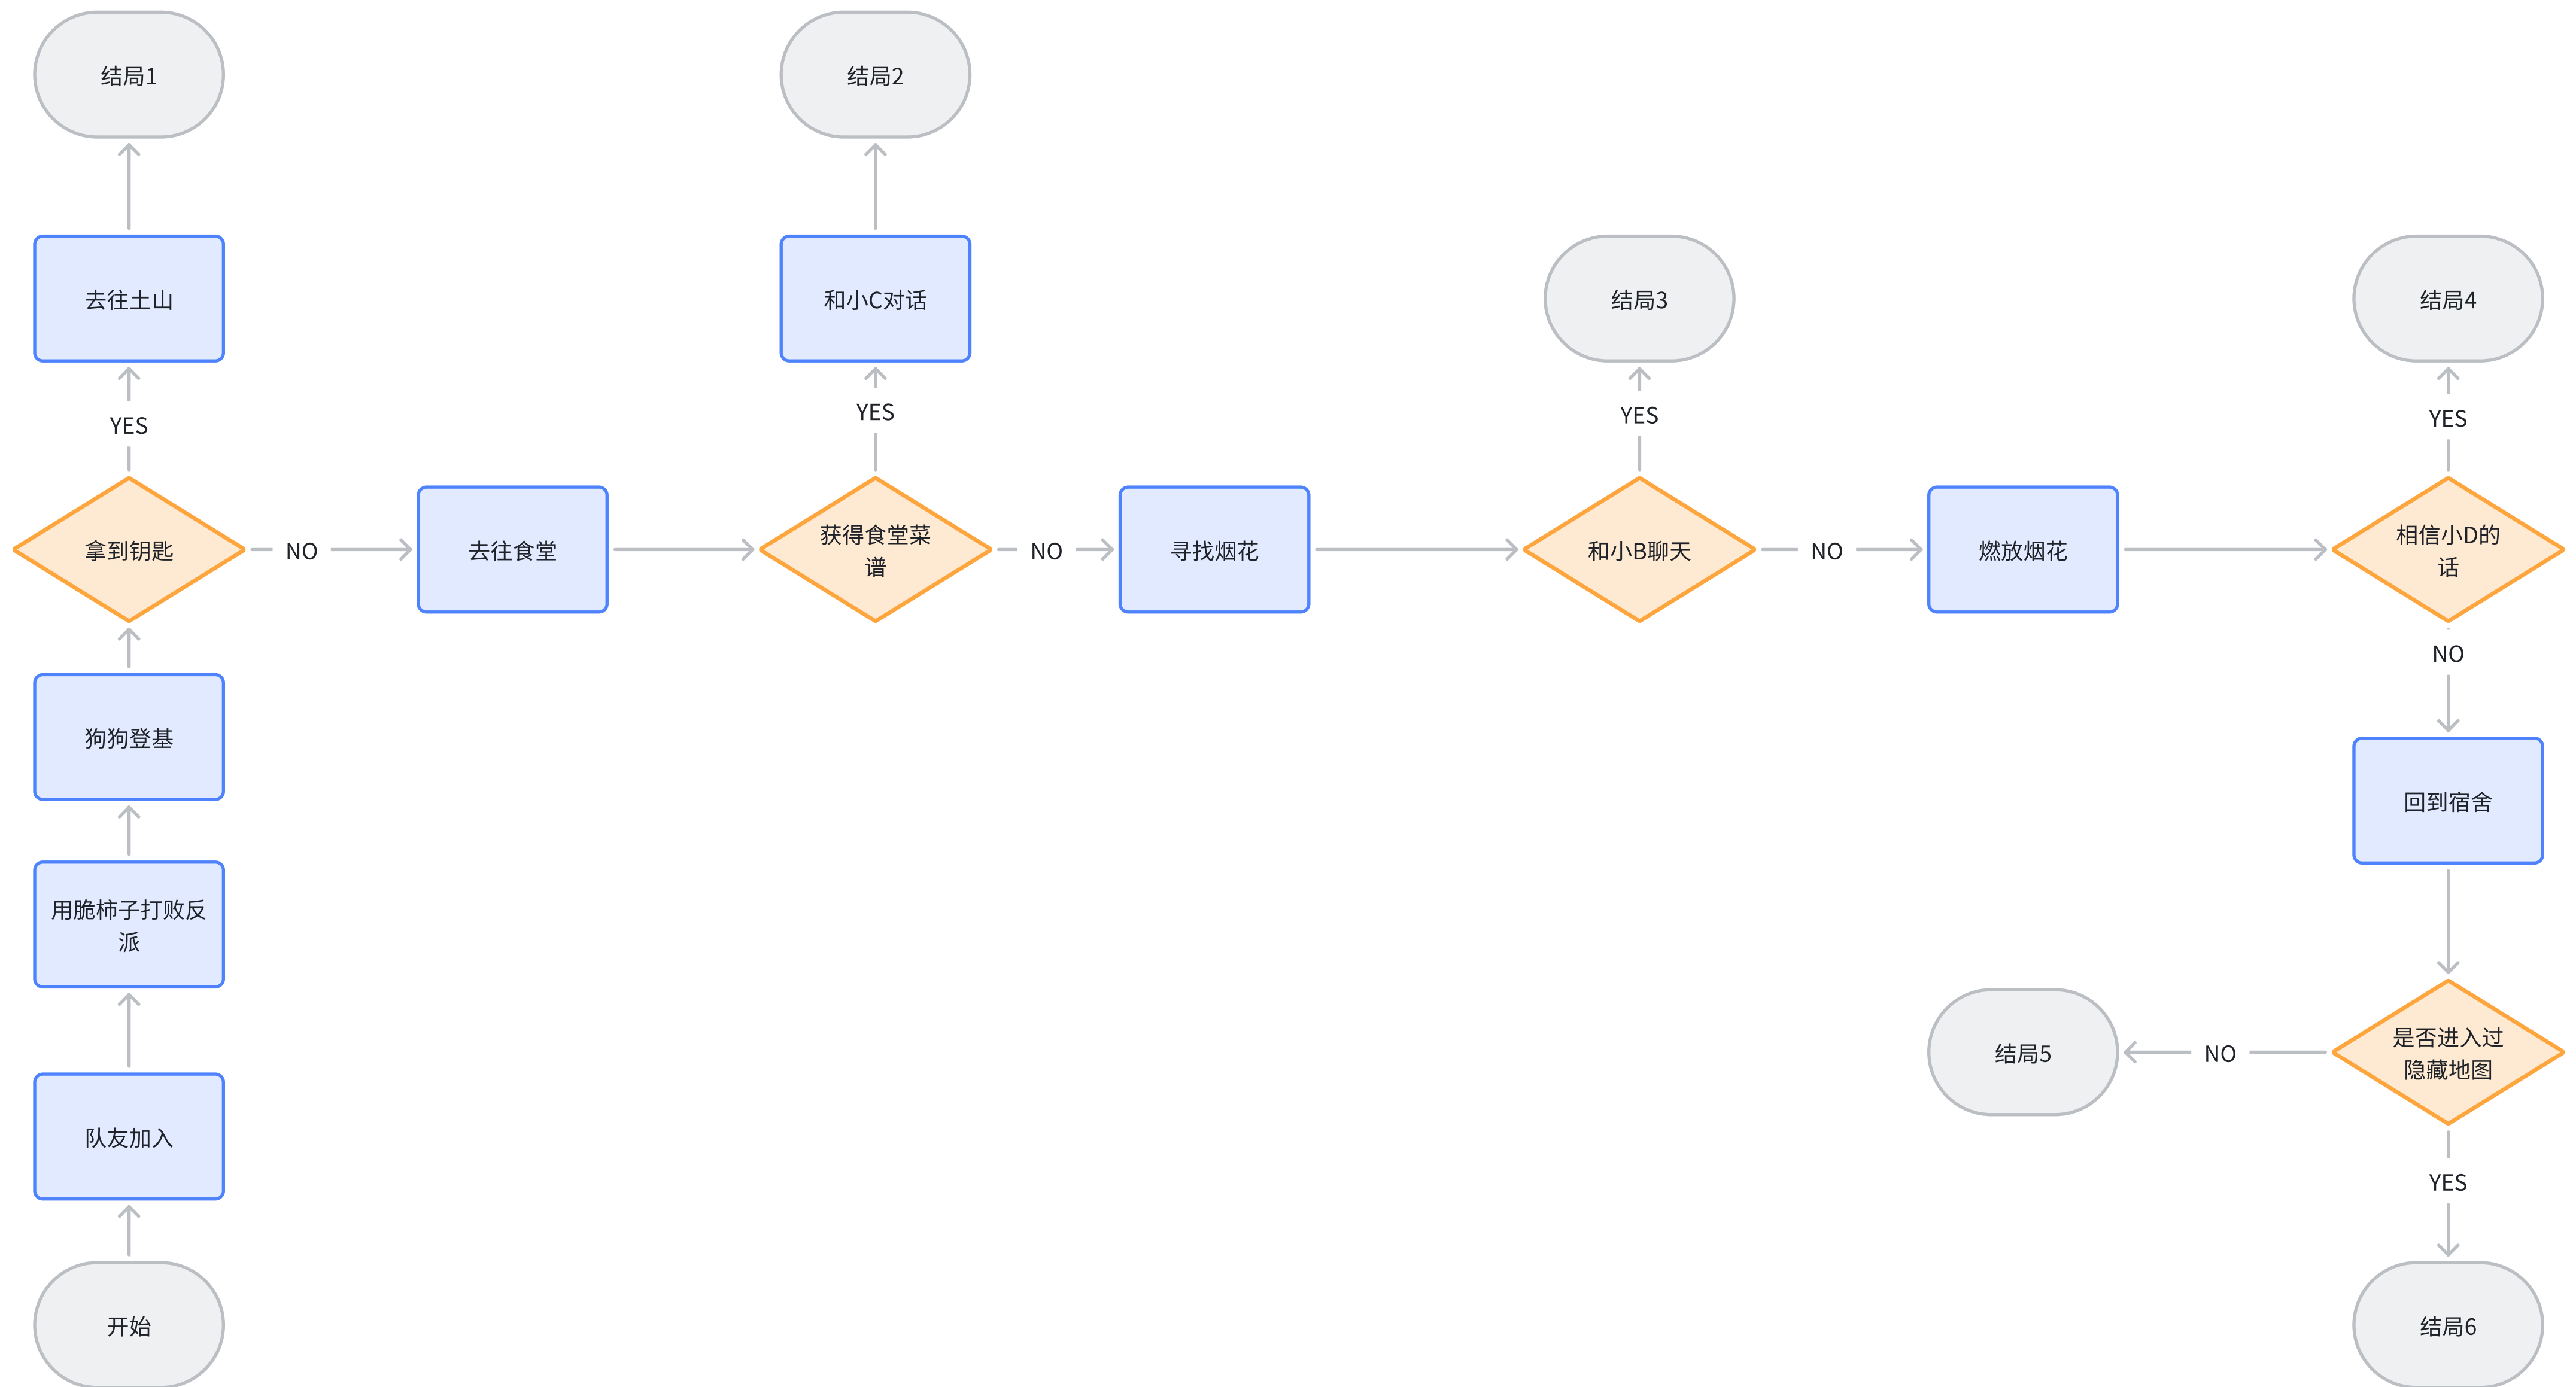 结局1
结局2
去往土山
和小C对话
结局3
结局4
YES
YES
YES
YES
拿到钥匙
NO
去往食堂
获得食堂菜
谱
NO
寻找烟花
和小B聊天
NO
燃放烟花
相信小D的
话
NO
狗狗登基
回到宿舍
用脆柿子打败反
派
结局5
NO
是否进入过
隐藏地图
队友加入
YES
开始
结局6